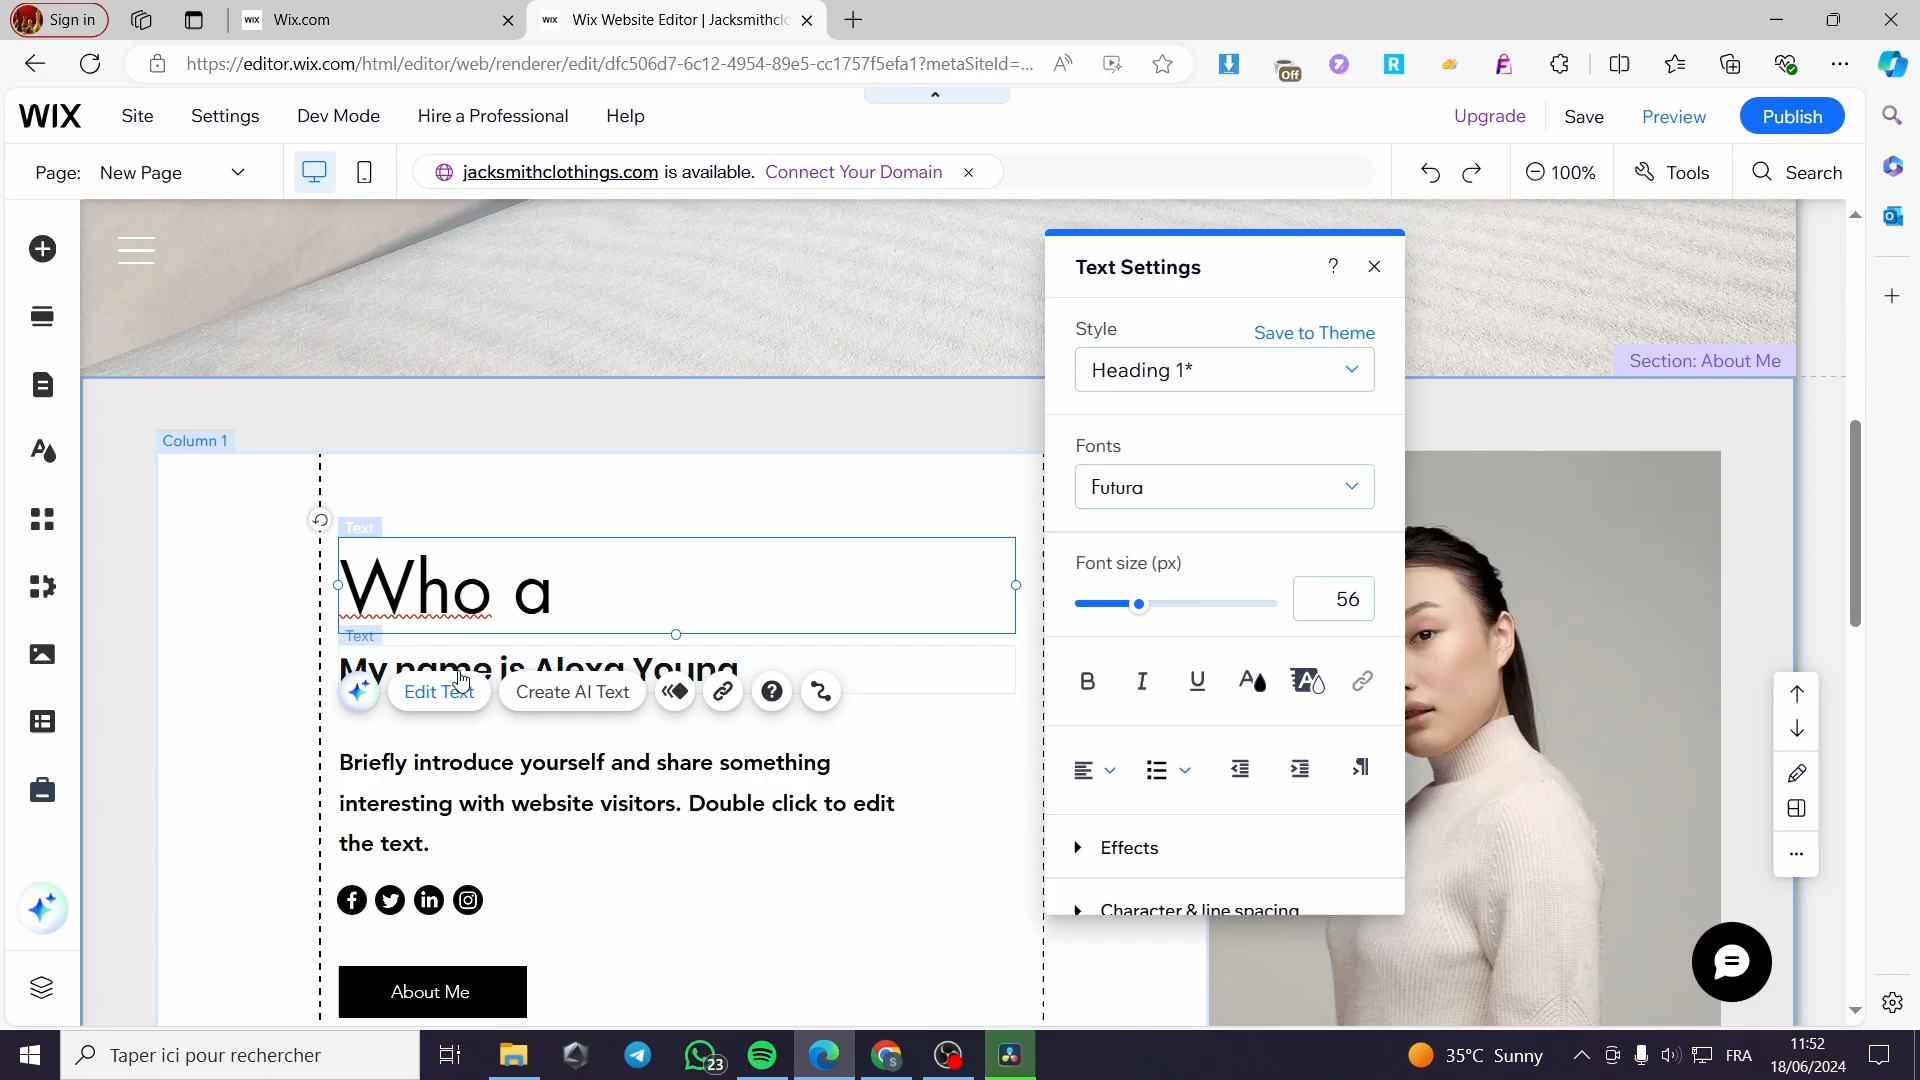 Sign in
WIX Wix.com
WIX Wix Website Editor | Jacksmithclo
https://editor.wix.com/html/editor/web/renderer/edit/dfc506d7-6c12-4954-89e5-cc1757f5efa1?metaSiteId=...
Off
WIX Site Settings Dev Mode Hire a Professional Help
Upgrade Save Preview Publish
Page: New Page
jacksmithclothings.com is available. Connect Your Domain
100% Tools Search
Text Settings ?
Style Save to Theme
Heading 1*
Section: About Me
Column 1
Fonts
Futura
Text
Who a
Font size (px)
56
Text
My name is Alexa Young
Edit Text Create AI Text
B I U
Briefly introduce yourself and share something
interesting with website visitors. Double click to edit
the text.
Effects
Character & line spacing
About Me
Taper ici pour rechercher
23
35°C Sunny
FRA
11:52
18/06/2024